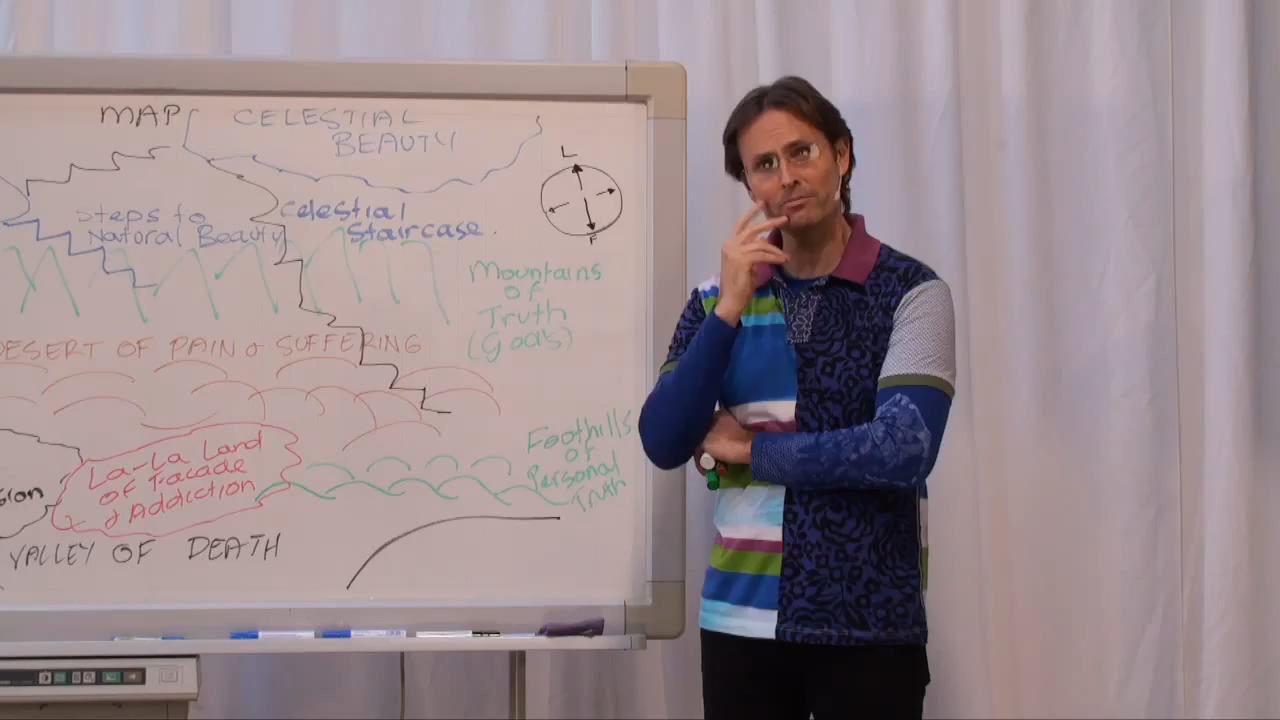 MAP
CELESTIAL
BEAUTY
L
F
Steps to
Natural Beauty
Celestial
Staircase.
Mountains
of
Truth
(Goals)
DESERT OF PAIN & SUFFERING
Foothills
of
Personal
Truth
La-La Land
of Facade
& Addiction
sion
VALLEY OF DEATH